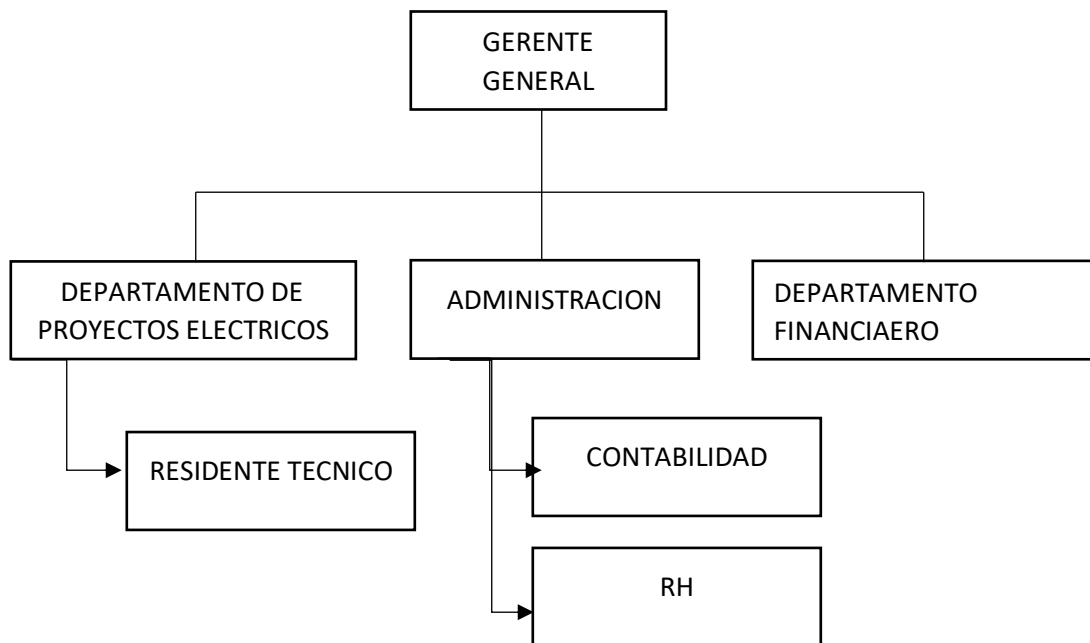 GERENTE
GENERAL
DEPARTAMENTO DE
PROYECTOS ELECTRICOS
ADMINISTRACION
DEPARTAMENTO
FINANCIAERO
RESIDENTE TECNICO
CONTABILIDAD
RH